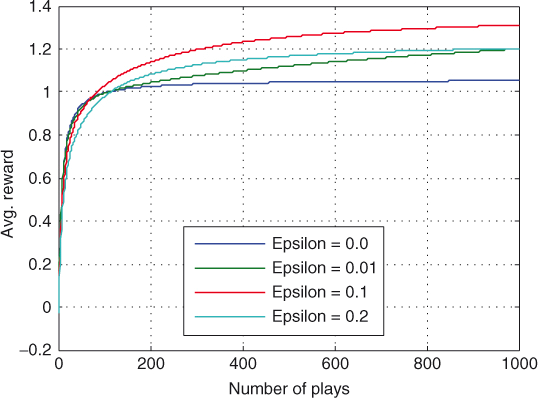 1.4
1.2
1
0.8
0.6
0.4
0.2
0
−0.2
Avg. reward
Epsilon = 0.0
Epsilon = 0.01
Epsilon = 0.1
Epsilon = 0.2
0 200 400 600 800 1000
Number of plays